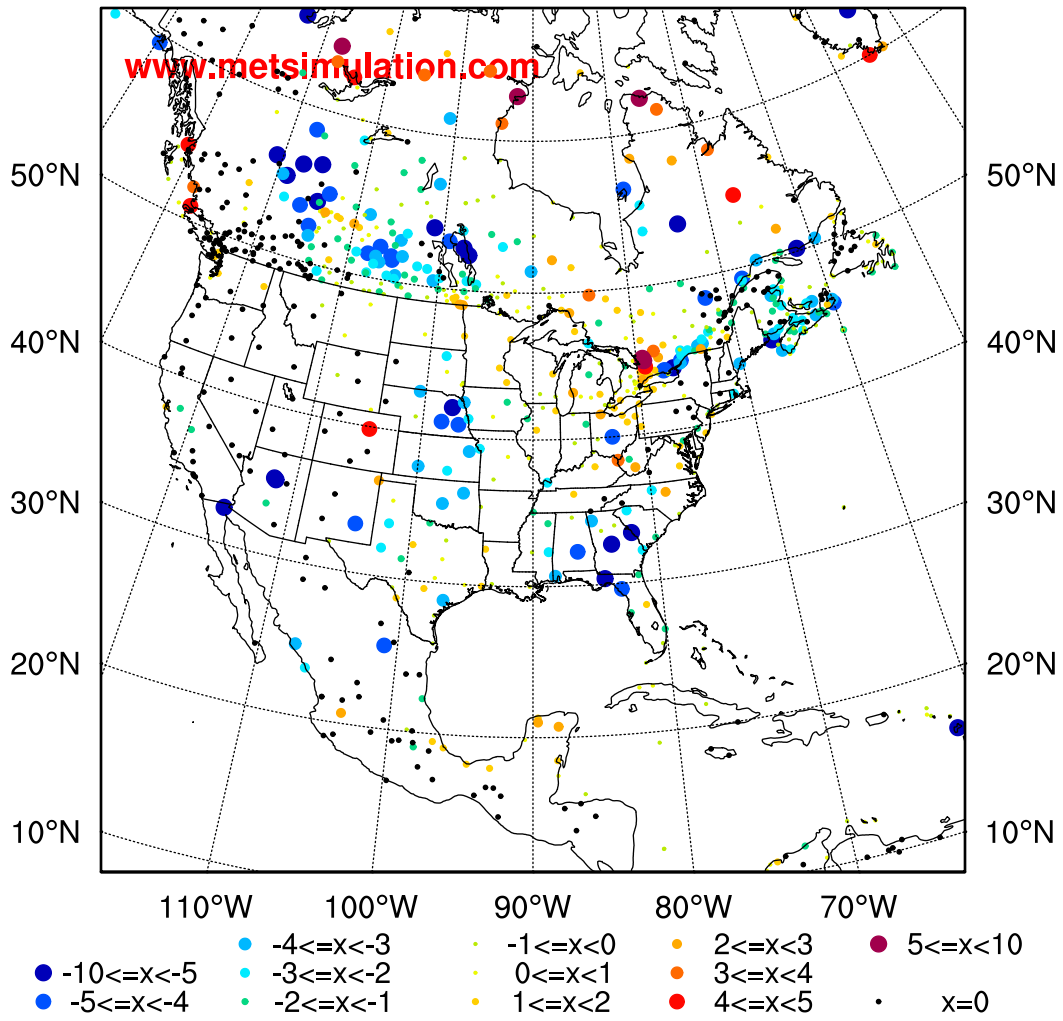 www.metsimulation.com
50°N 50°N
40°N 40°N
30°N 30°N
20°N 20°N
10°N 10°N
110°W 100°W 90°W 80°W 70°W
-4<=x<-3 -1<=x<0 2<=x<3 5<=x<10
-10<=x<-5 -3<=x<-2 0<=x<1 3<=x<4
-5<=x<-4 -2<=x<-1 1<=x<2 4<=x<5 x=0